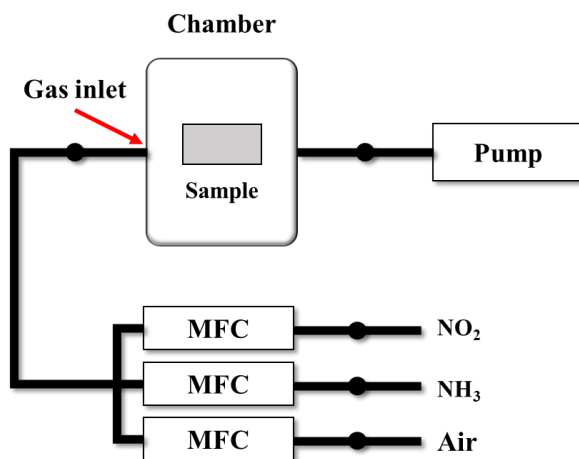 Chamber
Gas inlet
Sample
Pump
MFC
NO₂
MFC
NH₃
MFC
Air